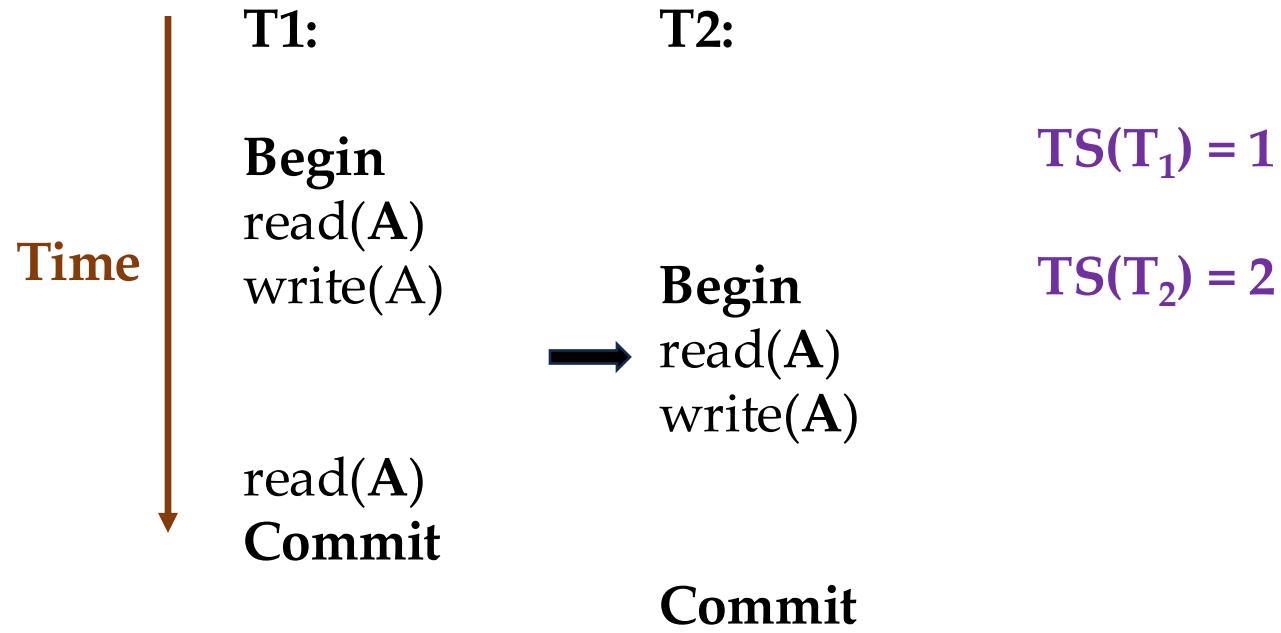 T1: T2:
Begin TS(T₁) = 1
read(A)
Time
write(A) Begin TS(T₂) = 2
read(A)
write(A)
read(A)
Commit
Commit